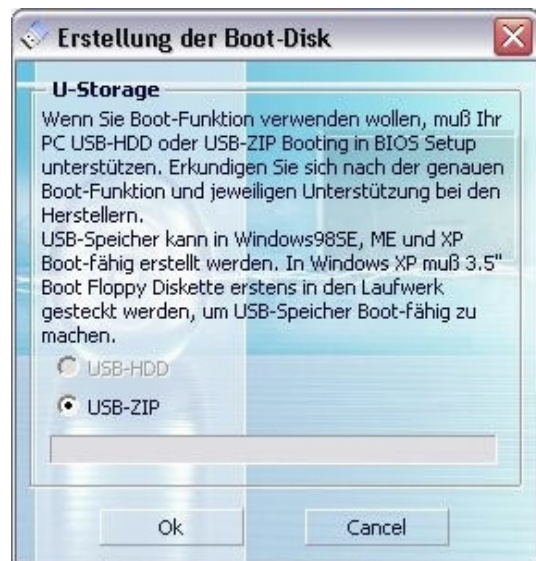 Erstellung der Boot-Disk
U-Storage
Wenn Sie Boot-Funktion verwenden wollen, muß Ihr
PC USB-HDD oder USB-ZIP Booting in BIOS Setup
unterstützen. Erkundigen Sie sich nach der genauen
Boot-Funktion und jeweiligen Unterstützung bei den
Herstellern.
USB-Speicher kann in Windows98SE, ME und XP
Boot-fähig erstellt werden. In Windows XP muß 3.5"
Boot Floppy Diskette erstens in den Laufwerk
gesteckt werden, um USB-Speicher Boot-fähig zu
machen.
USB-HDD
USB-ZIP
Ok
Cancel